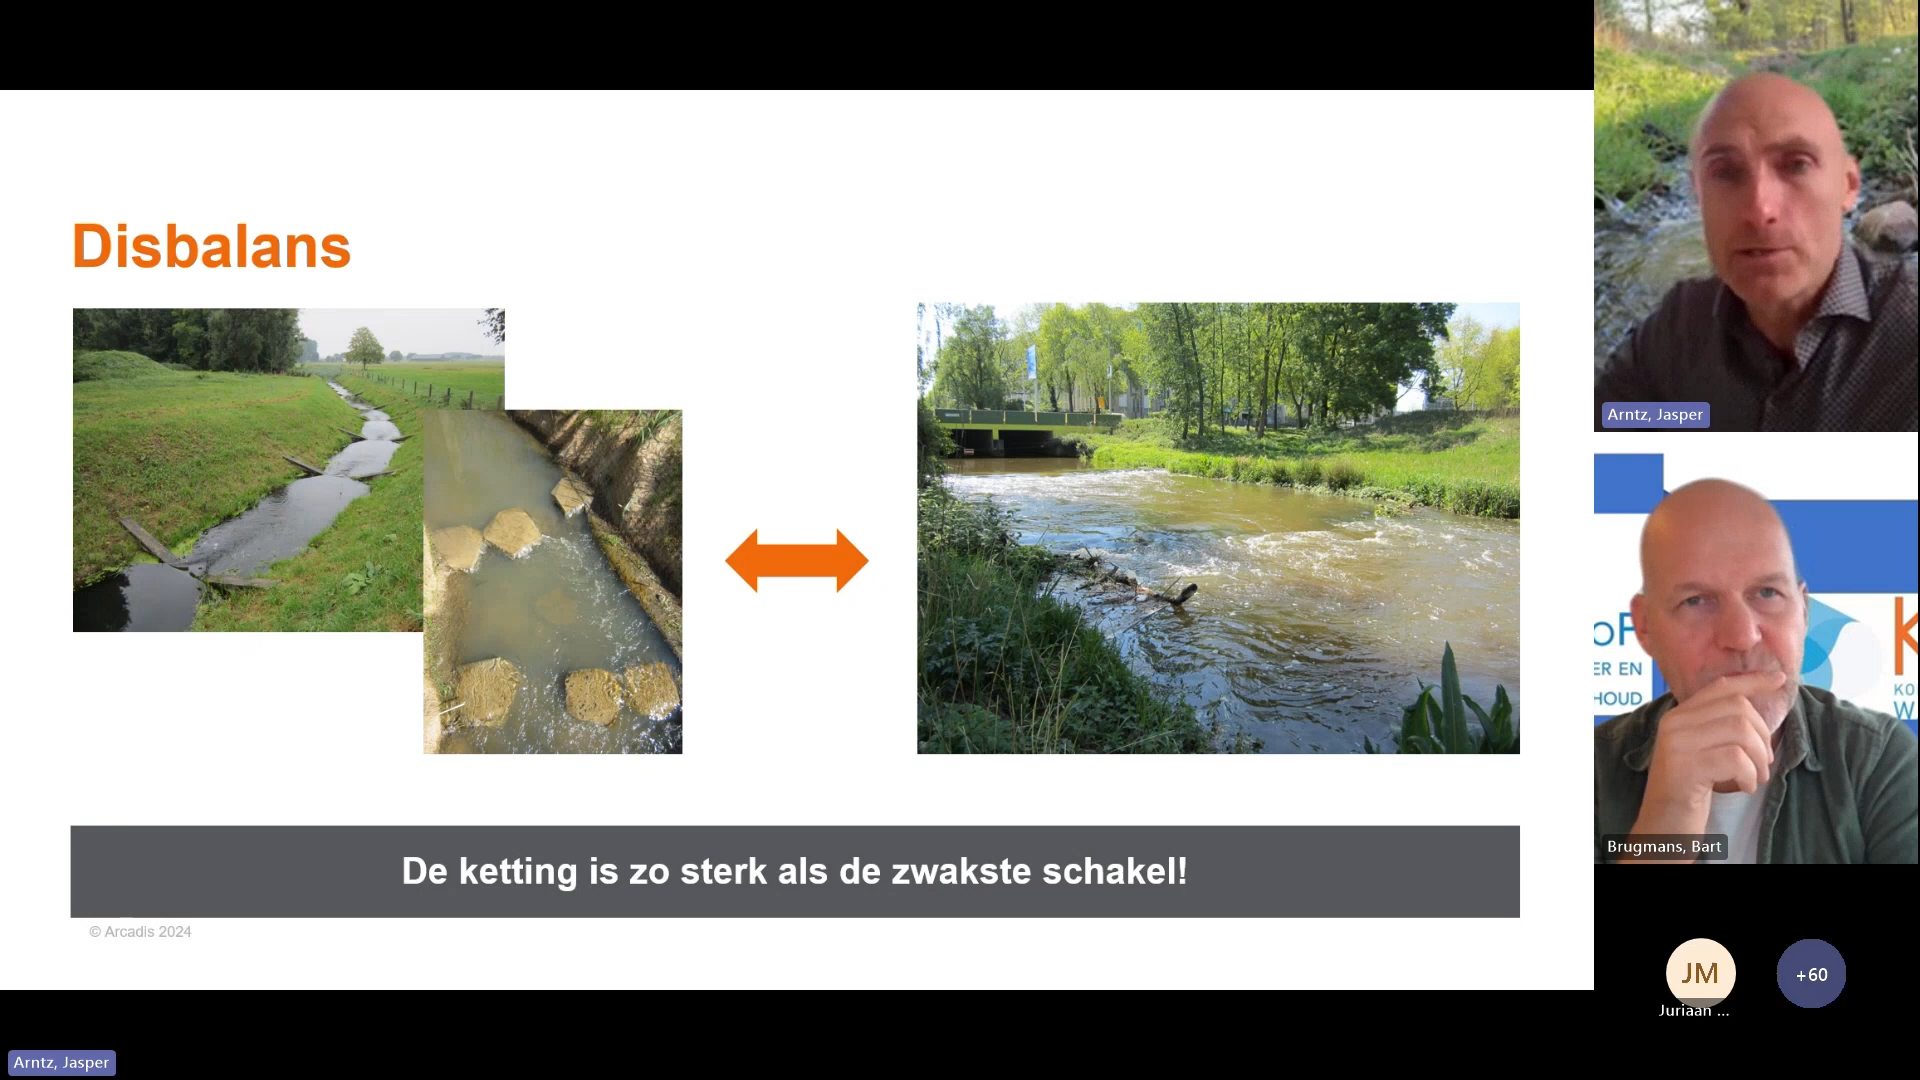 Disbalans
De ketting is zo sterk als de zwakste schakel!
© Arcadis 2024
Arntz, Jasper
oF
ER EN
HOUD
K
KO
W
Brugmans, Bart
JM
+60
Juriaan ...
Arntz, Jasper